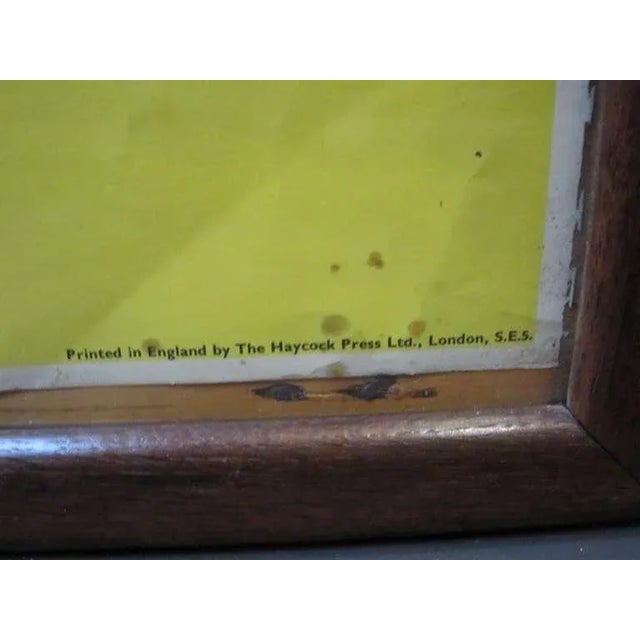 Printed in England by The Haycock Press Ltd., London, S.E.5.